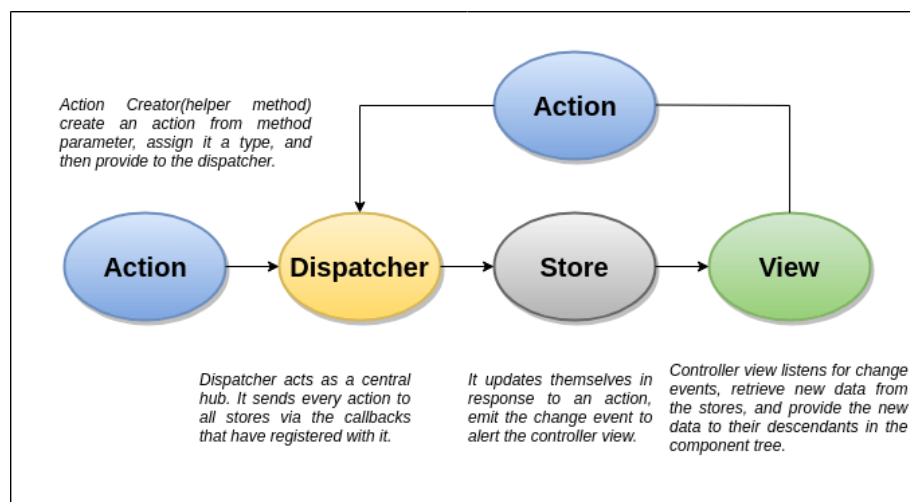 Action
Action Creator(helper method)
create an action from method
parameter, assign it a type, and
then provide to the dispatcher.
Action
Dispatcher
Store
View
Dispatcher acts as a central
hub. It sends every action to
all stores via the callbacks
that have registered with it.
It updates themselves in
response to an action,
emit the change event to
alert the controller view.
Controller view listens for change
events, retrieve new data from
the stores, and provide the new
data to their descendants in the
component tree.